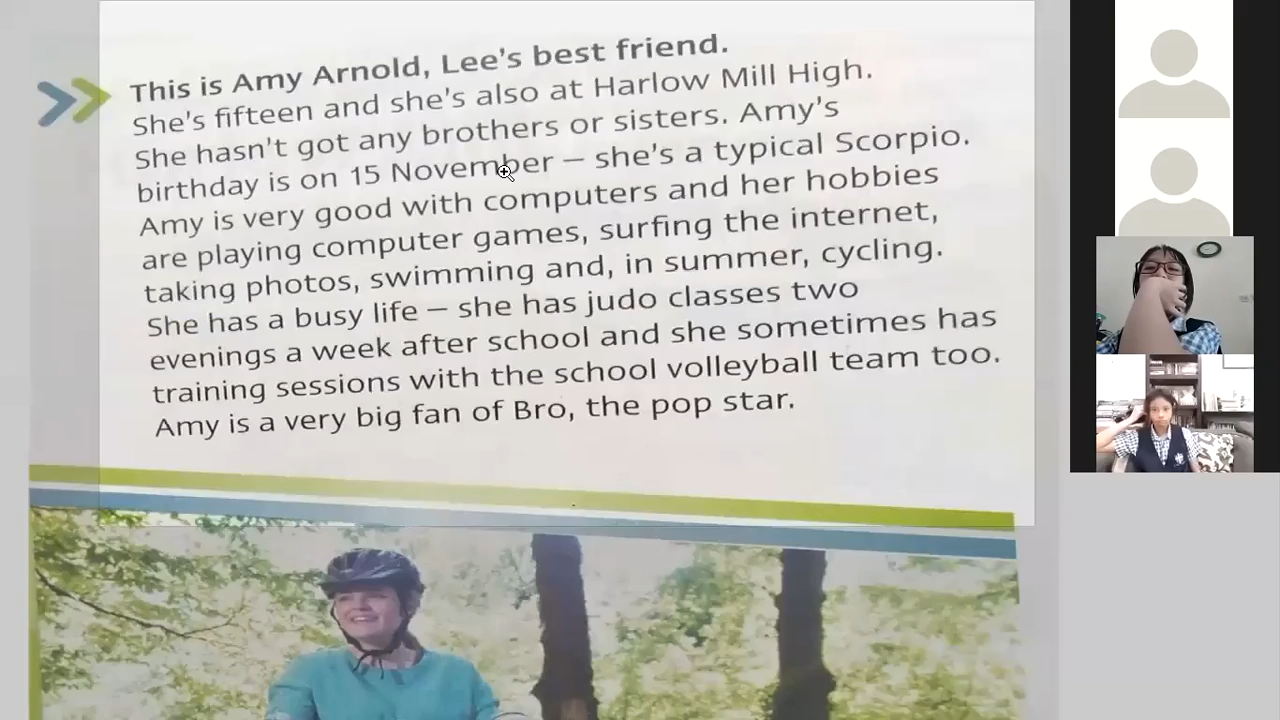 This is Amy Arnold, Lee's best friend.
She's fifteen and she's also at Harlow Mill High.
She hasn't got any brothers or sisters. Amy's
birthday is on 15 November – she's a typical Scorpio.
Amy is very good with computers and her hobbies
are playing computer games, surfing the internet,
taking photos, swimming and, in summer, cycling.
She has a busy life – she has judo classes two
evenings a week after school and she sometimes has
training sessions with the school volleyball team too.
Amy is a very big fan of Bro, the pop star.